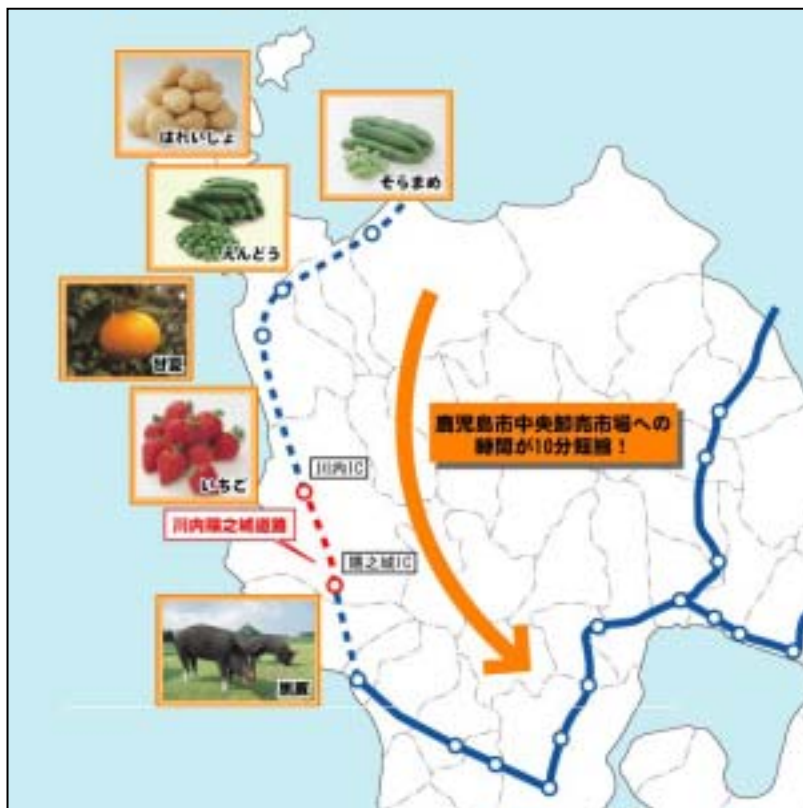 ばれいしょ
そらまめ
えんどう
甘夏
いちご
鹿児島市中央卸売市場への
時間が10分短縮！
川内IC
川内隈之城道路
隈之城IC
黒豚